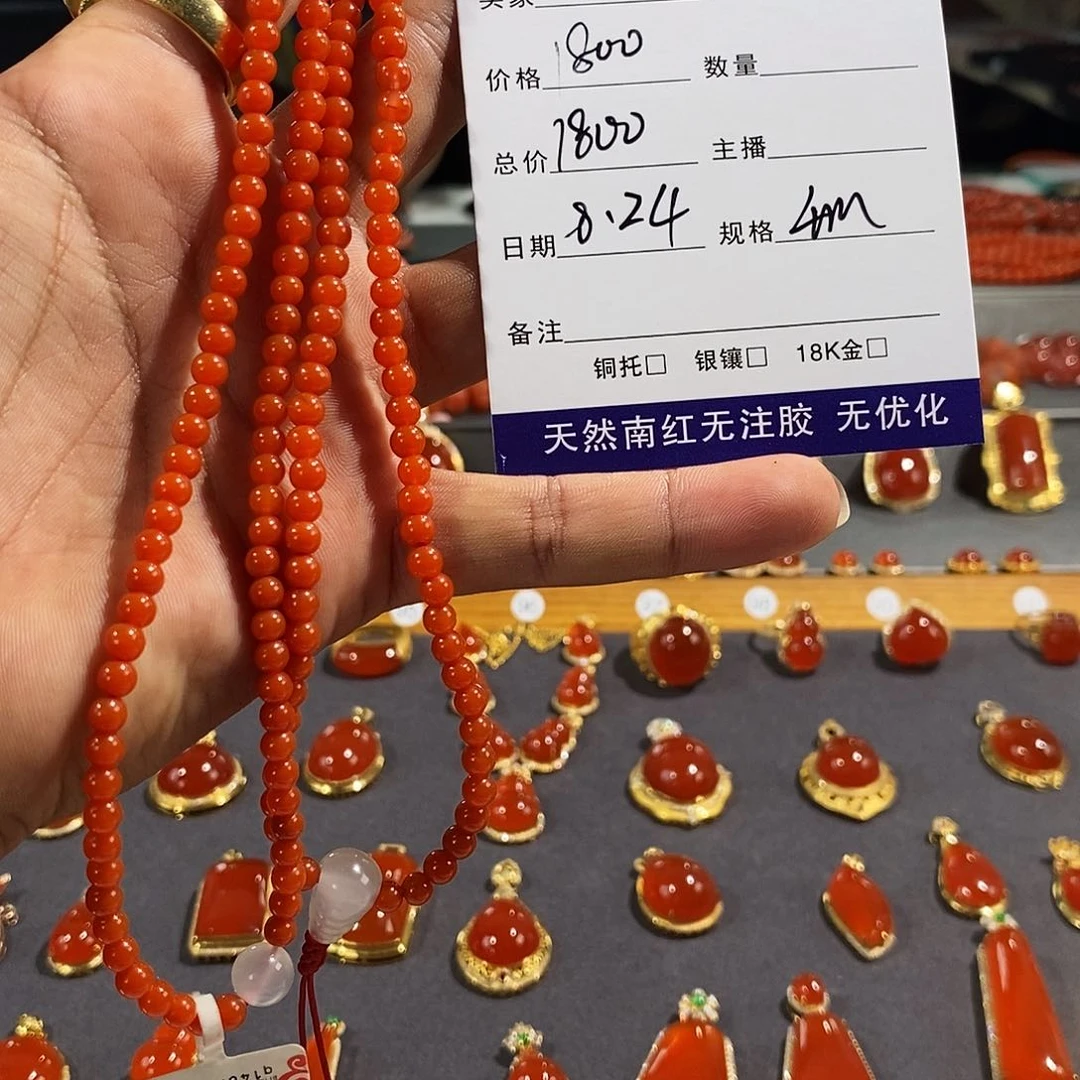 价格 1800 数量
总价 1800 主播
日期 8.24 规格 4m
备注
铜托□ 银镶□ 18K金□
天然南红无注胶 无优化